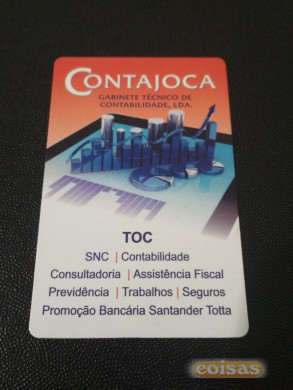 CONTAJOCA
GABINETE TÉCNICO DE
CONTABILIDADE, LDA.
TOC
SNC | Contabilidade
Consultadoria | Assistência Fiscal
Previdência | Trabalhos | Seguros
Promoção Bancária Santander Totta
coisas